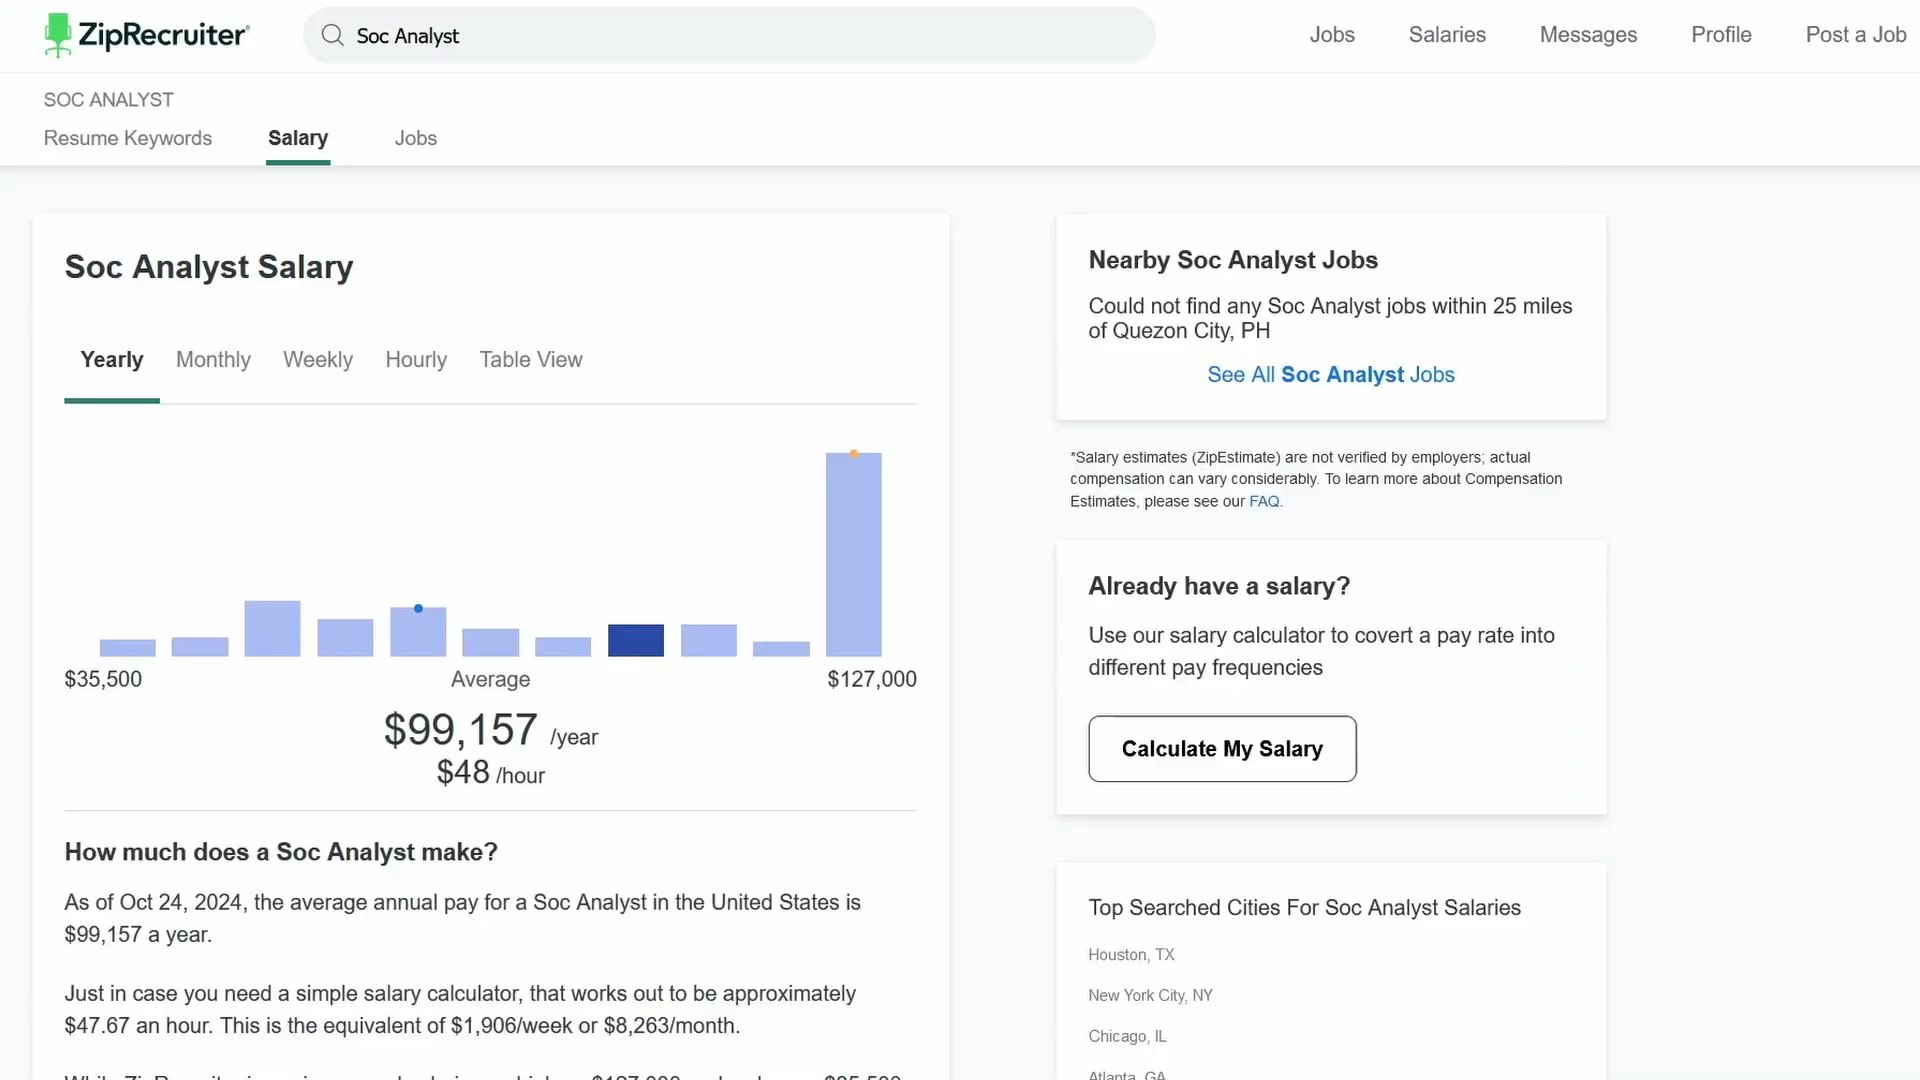 ZipRecruiter
Soc Analyst
Jobs
Salaries
Messages
Profile
Post a Job
SOC ANALYST
Resume Keywords
Salary
Jobs
Soc Analyst Salary
Yearly
Monthly
Weekly
Hourly
Table View
$35,500
Average
$127,000
$99,157 /year
$48 /hour
How much does a Soc Analyst make?
As of Oct 24, 2024, the average annual pay for a Soc Analyst in the United States is
$99,157 a year.
Just in case you need a simple salary calculator, that works out to be approximately
$47.67 an hour. This is the equivalent of $1,906/week or $8,263/month.
Nearby Soc Analyst Jobs
Could not find any Soc Analyst jobs within 25 miles
of Quezon City, PH
See All Soc Analyst Jobs
*Salary estimates (ZipEstimate) are not verified by employers; actual
compensation can vary considerably. To learn more about Compensation
Estimates, please see our FAQ.
Already have a salary?
Use our salary calculator to covert a pay rate into
different pay frequencies
Calculate My Salary
Top Searched Cities For Soc Analyst Salaries
Houston, TX
New York City, NY
Chicago, IL
Atlanta, GA